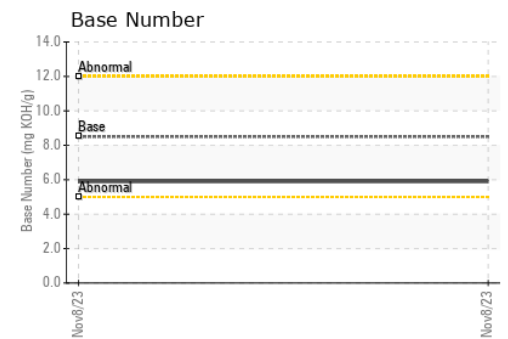 Base Number
14.0
Abnormal
12.0
10.0
Base
8.0
6.0
Abnormal
4.0
2.0
0.0
Base Number (mg KOH/g)
Nov8/23
Nov8/23